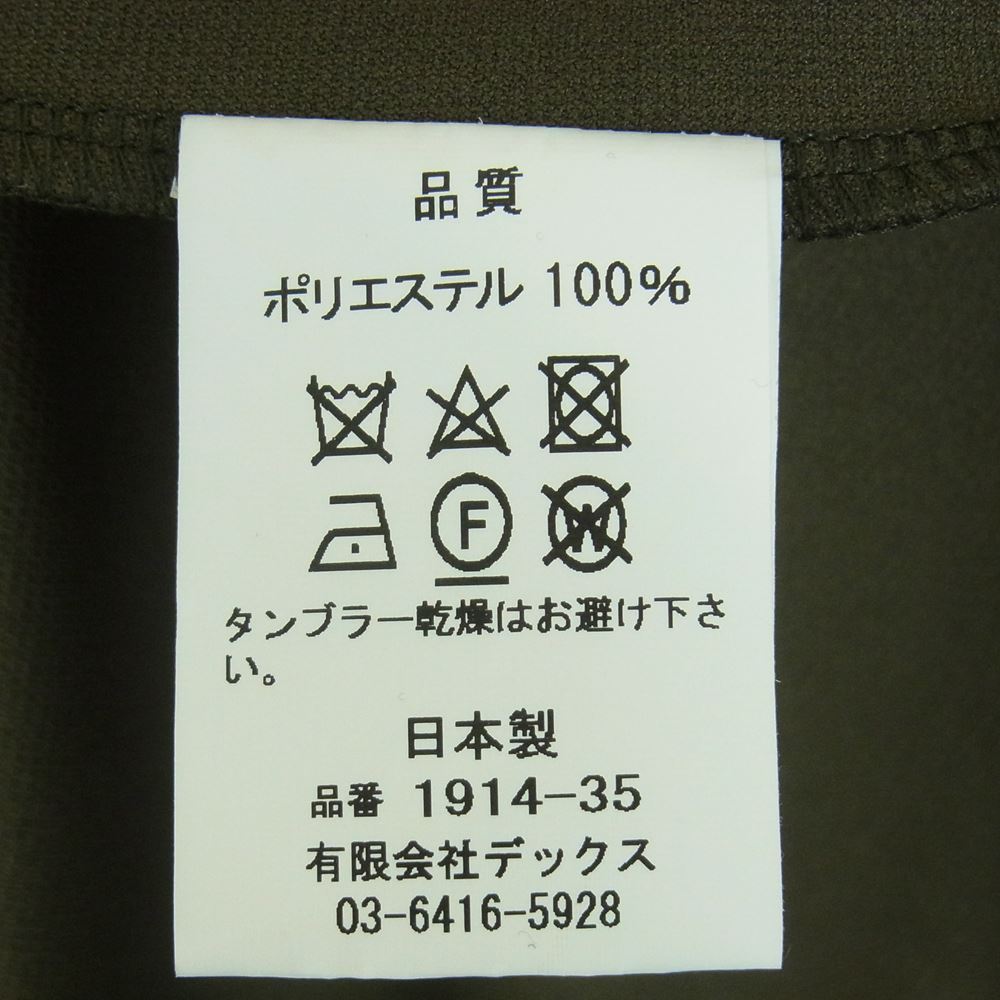 品質
ポリエステル 100%
F
W
タンブラー乾燥はお避け下さ
い。
日本製
品番 1914-35
有限会社デックス
03-6416-5928